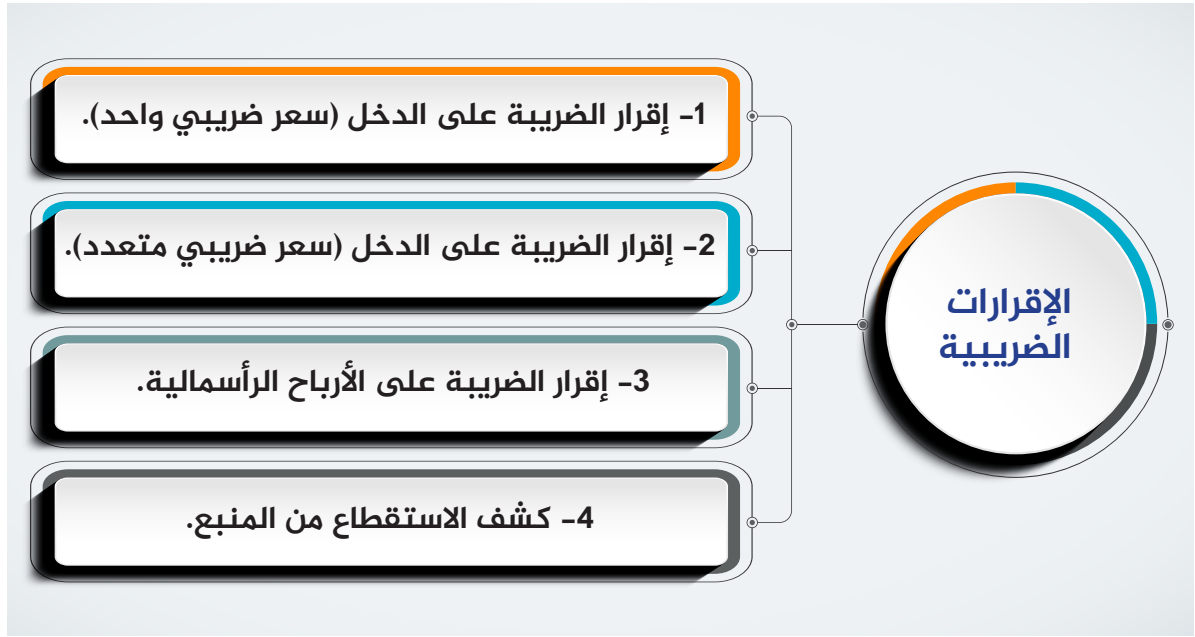 الإقرارات
الضريبية
1- إقرار الضريبة على الدخل (سعر ضريبي واحد).
2- إقرار الضريبة على الدخل (سعر ضريبي متعدد).
3- إقرار الضريبة على الأرباح الرأسمالية.
4- كشف الاستقطاع من المنبع.